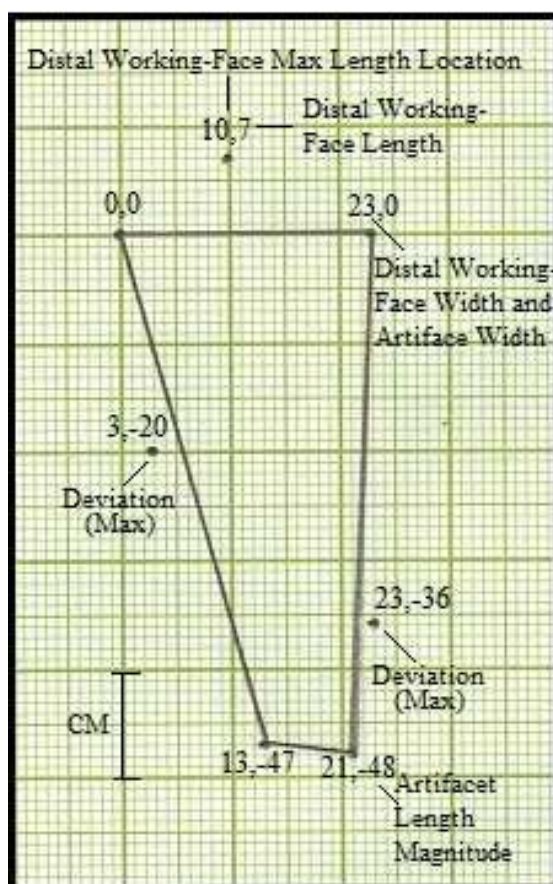 Distal Working-Face Max Length Location
10,7
Distal Working-
Face Length
0,0
23,0
Distal Working-
Face Width and
Artiface Width
3,-20
Deviation
(Max)
23,-36
Deviation
(Max)
CM
13,-47
21,-48
Artifacet
Length
Magnitude